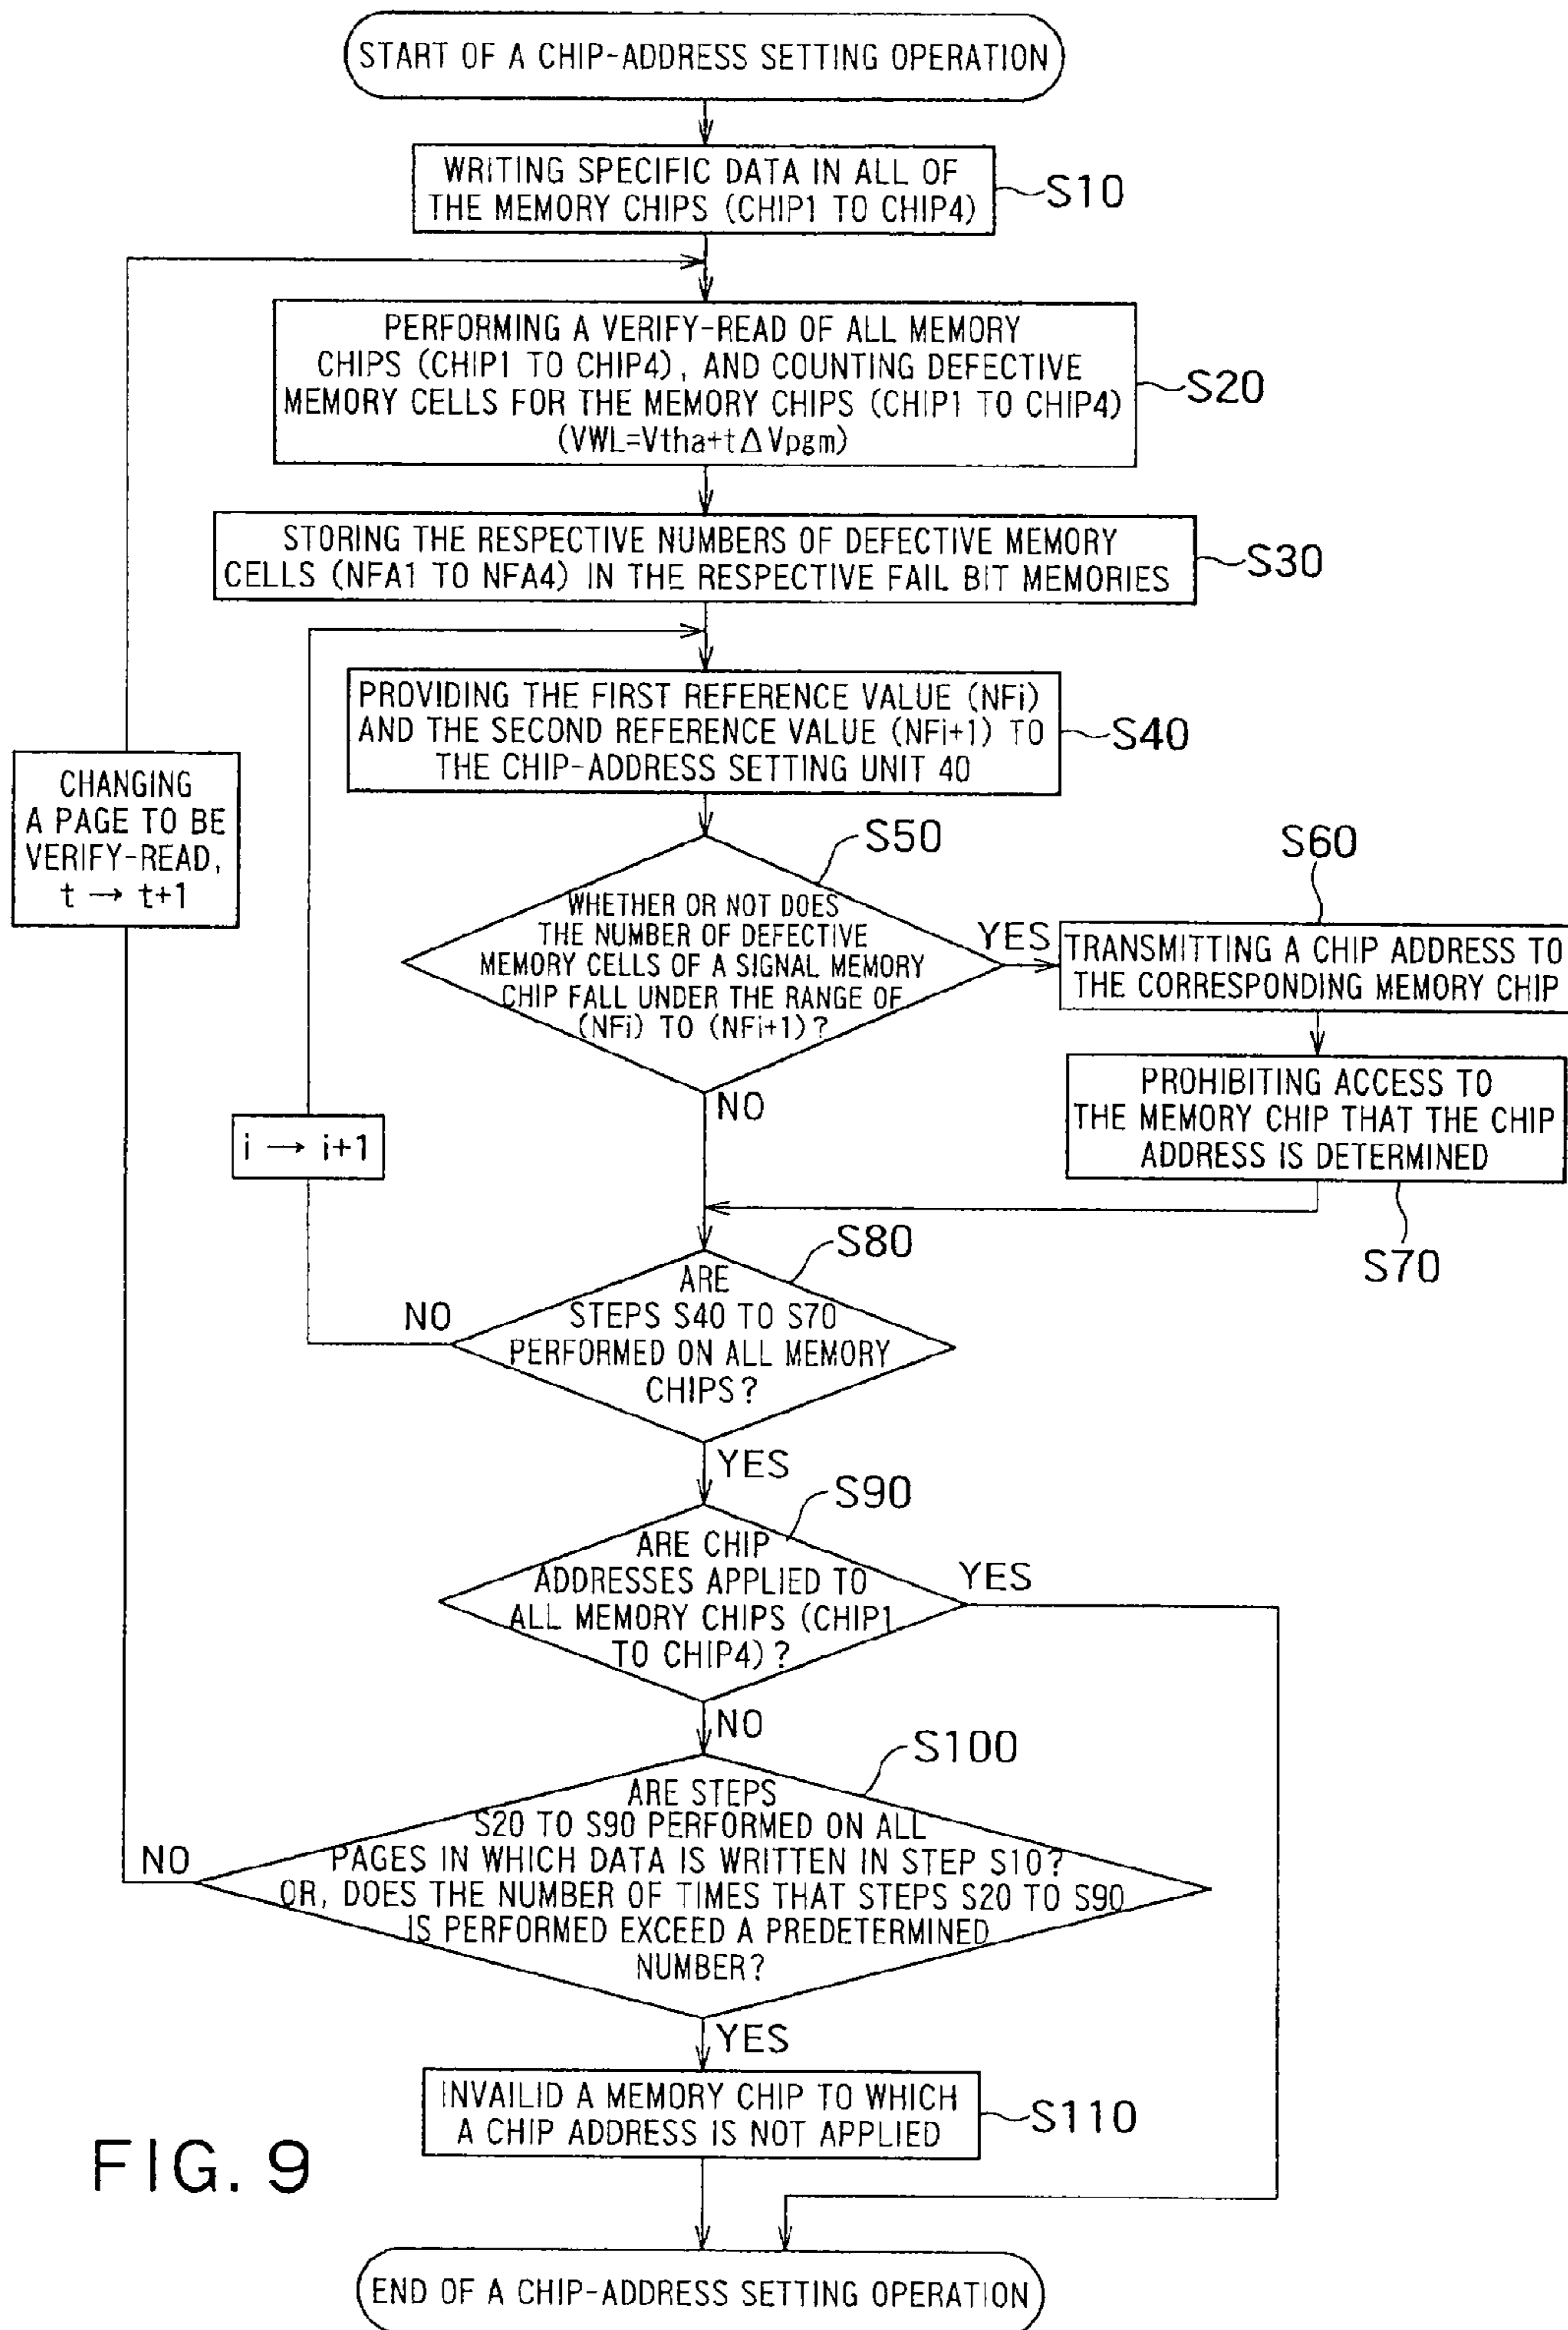 START OF A CHIP-ADDRESS SETTING OPERATION
WRITING SPECIFIC DATA IN ALL OF
THE MEMORY CHIPS (CHIP1 TO CHIP4)
S10
PERFORMING A VERIFY-READ OF ALL MEMORY
CHIPS (CHIP1 TO CHIP4), AND COUNTING DEFECTIVE
MEMORY CELLS FOR THE MEMORY CHIPS (CHIP1 TO CHIP4)
(VWL=Vtha+tΔVpgm)
S20
STORING THE RESPECTIVE NUMBERS OF DEFECTIVE MEMORY
CELLS (NFA1 TO NFA4) IN THE RESPECTIVE FAIL BIT MEMORIES
S30
PROVIDING THE FIRST REFERENCE VALUE (NFi)
AND THE SECOND REFERENCE VALUE (NFi+1) TO
THE CHIP-ADDRESS SETTING UNIT 40
S40
CHANGING
A PAGE TO BE
VERIFY-READ,
t → t+1
S50
WHETHER OR NOT DOES
THE NUMBER OF DEFECTIVE
MEMORY CELLS OF A SIGNAL MEMORY
CHIP FALL UNDER THE RANGE OF
(NFi) TO (NFi+1)?
YES
NO
S60
TRANSMITTING A CHIP ADDRESS TO
THE CORRESPONDING MEMORY CHIP
PROHIBITING ACCESS TO
THE MEMORY CHIP THAT THE CHIP
ADDRESS IS DETERMINED
S70
i → i+1
S80
ARE
STEPS S40 TO S70
PERFORMED ON ALL MEMORY
CHIPS?
NO
YES
S90
ARE CHIP
ADDRESSES APPLIED TO
ALL MEMORY CHIPS (CHIP1
TO CHIP4)?
YES
NO
S100
ARE STEPS
S20 TO S90 PERFORMED ON ALL
PAGES IN WHICH DATA IS WRITTEN IN STEP S10?
OR, DOES THE NUMBER OF TIMES THAT STEPS S20 TO S90
IS PERFORMED EXCEED A PREDETERMINED
NUMBER?
NO
YES
INVAILID A MEMORY CHIP TO WHICH
A CHIP ADDRESS IS NOT APPLIED
S110
FIG. 9
END OF A CHIP-ADDRESS SETTING OPERATION